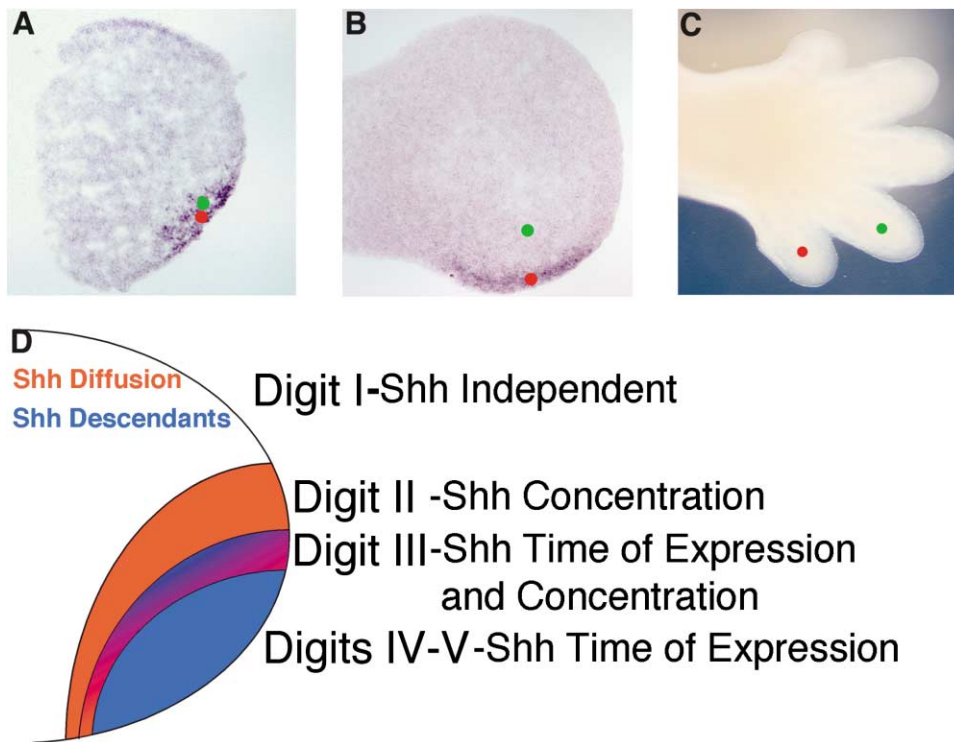 A
B
C
D
Shh Diffusion
Shh Descendants
Digit I-Shh Independent
Digit II -Shh Concentration
Digit III-Shh Time of Expression
and Concentration
Digits IV-V-Shh Time of Expression